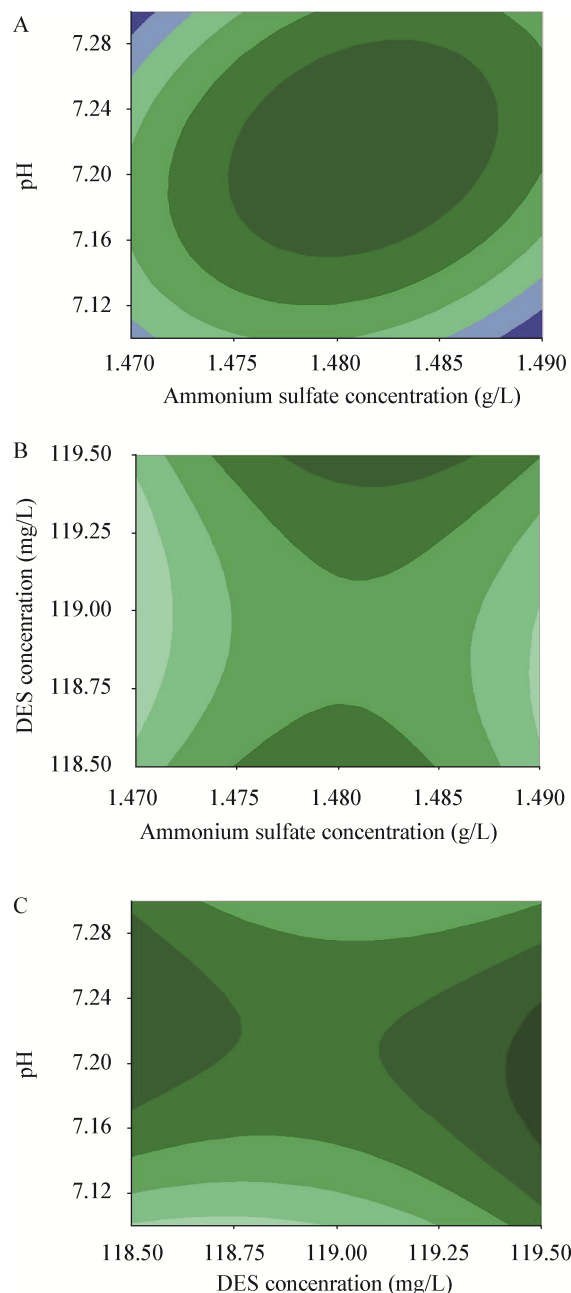 A
7.28
7.24
7.20
7.16
7.12
pH
1.470 1.475 1.480 1.485 1.490
Ammonium sulfate concentration (g/L)
B
119.50
119.25
119.00
118.75
118.50
DES concenration (mg/L)
1.470 1.475 1.480 1.485 1.490
Ammonium sulfate concentration (g/L)
C
7.28
7.24
7.20
7.16
7.12
pH
118.50 118.75 119.00 119.25 119.50
DES concenration (mg/L)